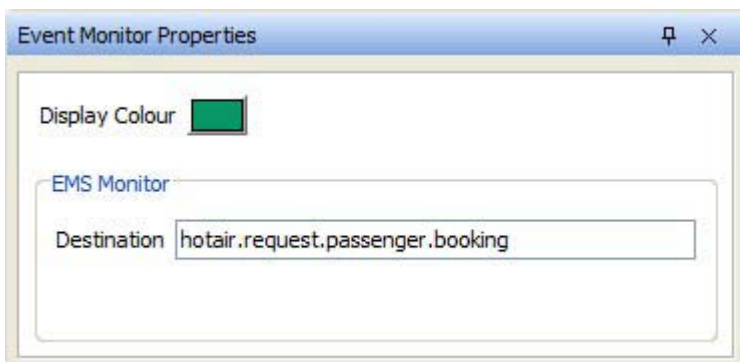 Event Monitor Properties
Display Colour
EMS Monitor
Destination hotair.request.passenger.booking